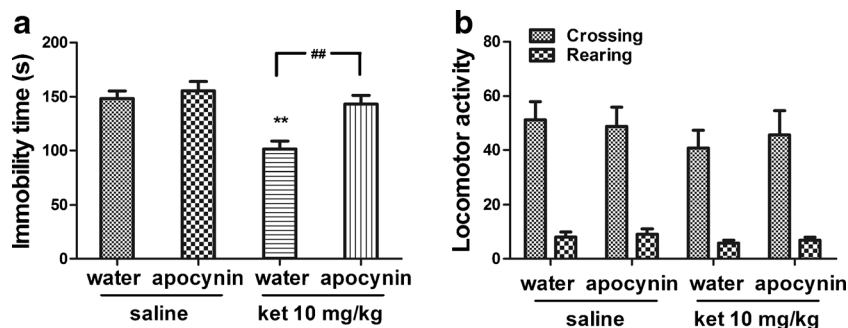 a
Immobility time (s)
200
150
100
50
0
##
**
water apocynin water apocynin
saline ket 10 mg/kg
b
Locomotor activity
80
60
40
20
0
Crossing
Rearing
water apocynin water apocynin
saline ket 10 mg/kg